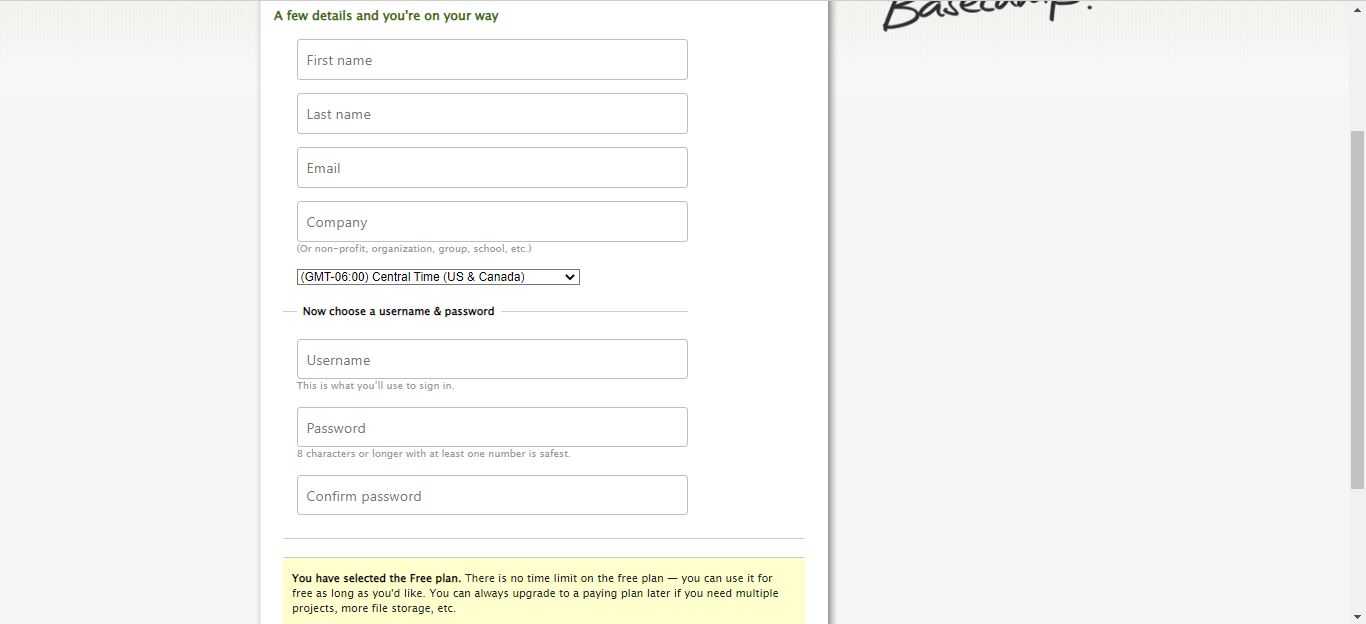 A few details and you're on your way
Basecamp.
First name
Last name
Email
Company
(Or non-profit, organization, group, school, etc.)
(GMT-06:00) Central Time (US & Canada)
Now choose a username & password
Username
This is what you'll use to sign in.
Password
8 characters or longer with at least one number is safest.
Confirm password
You have selected the Free plan. There is no time limit on the free plan — you can use it for
free as long as you'd like. You can always upgrade to a paying plan later if you need multiple
projects, more file storage, etc.